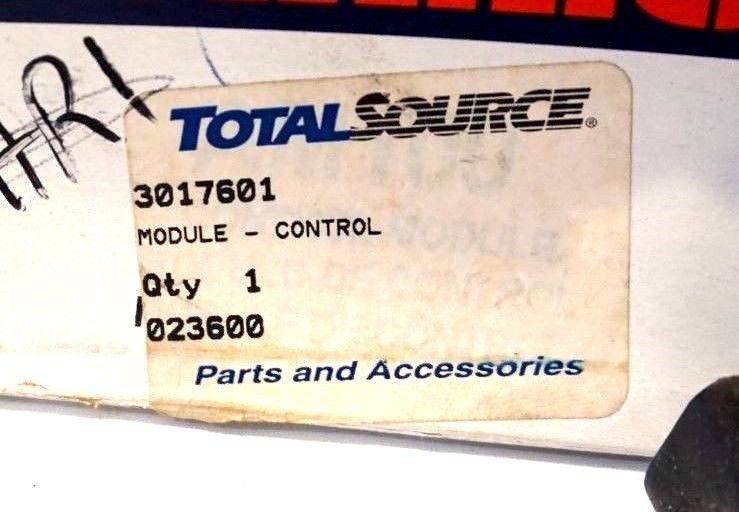 TOTALSOURCE®
3017601
MODULE - CONTROL
Qty 1
023600
Parts and Accessories